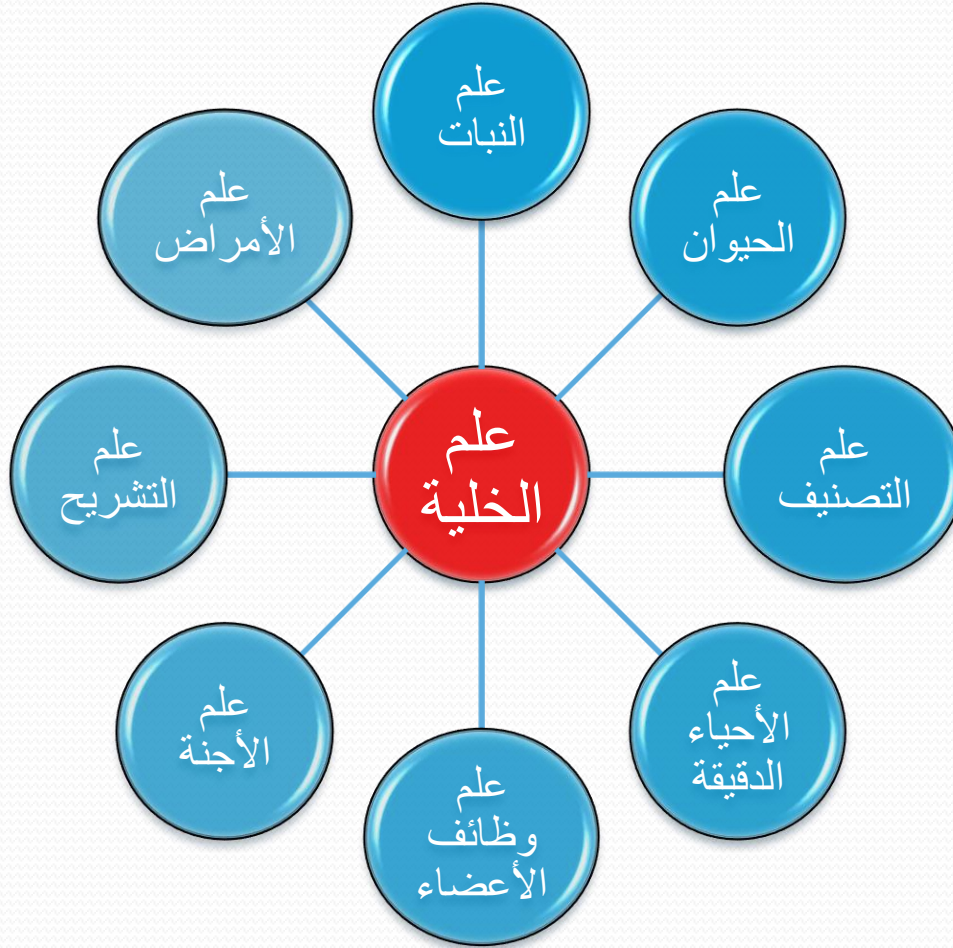 علم
النبات
علم
الحيوان
علم
التصنيف
علم
الأحياء
الدقيقة
علم
وظائف
الأعضاء
علم
الأجنة
علم
التشريح
علم
الأمراض
علم
الخلية